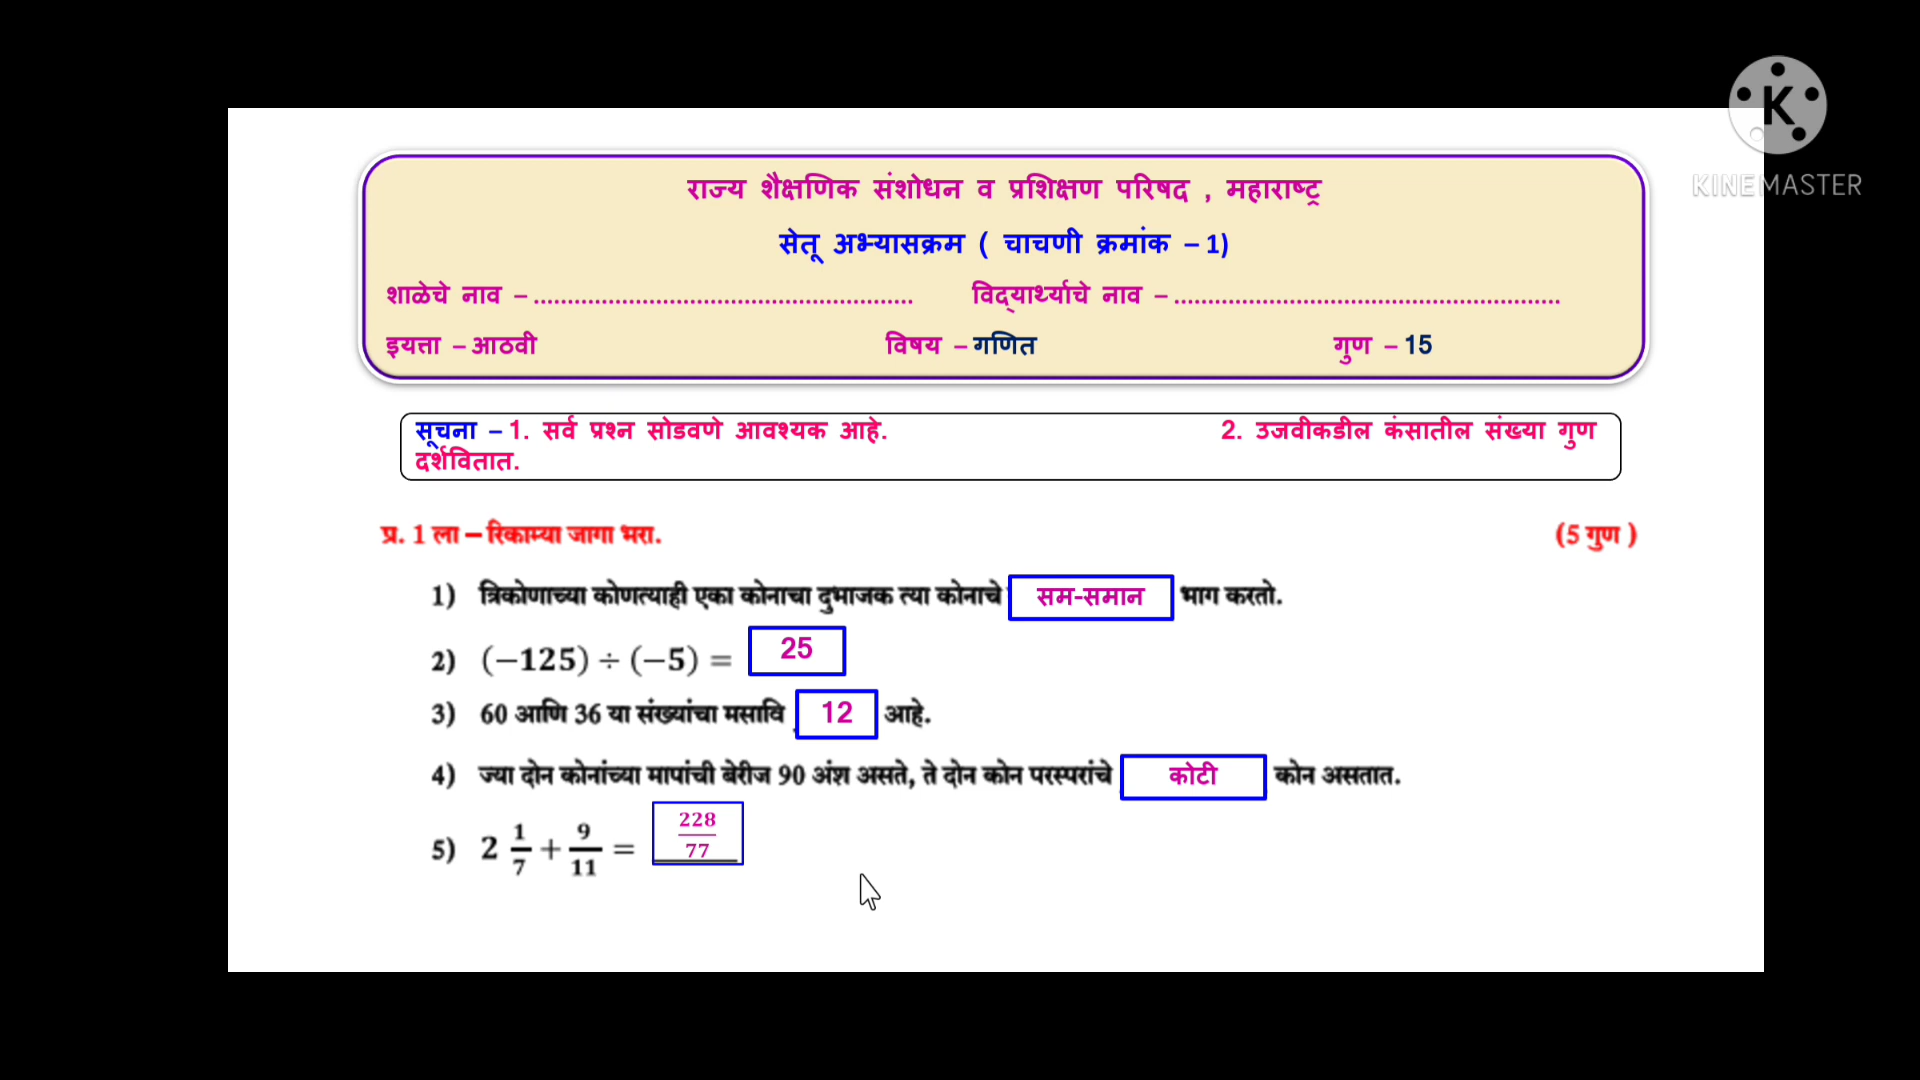 राज्य शैक्षणिक संशोधन व प्रशिक्षण परिषद , महाराष्ट्र
सेतू अभ्यासक्रम ( चाचणी क्रमांक – 1)
शाळेचे नाव – ........................................................ विद्यार्थ्याचे नाव – .........................................................
इयत्ता – आठवी विषय – गणित गुण – 15
सूचना – 1. सर्व प्रश्न सोडवणे आवश्यक आहे. 2. उजवीकडील कंसातील संख्या गुण
दर्शवितात.
प्र. 1 ला – रिकाम्या जागा भरा. (5 गुण )
1) त्रिकोणाच्या कोणत्याही एका कोनाचा दुभाजक त्या कोनाचे सम-समान भाग करतो.
2) (−125) ÷ (−5) = 25
3) 60 आणि 36 या संख्यांचा मसावि 12 आहे.
4) ज्या दोन कोनांच्या मापांची बेरीज 90 अंश असते, ते दोन कोन परस्परांचे कोटी कोन असतात.
5) 2 1/7 + 9/11 = 228/77
K
KINEMASTER